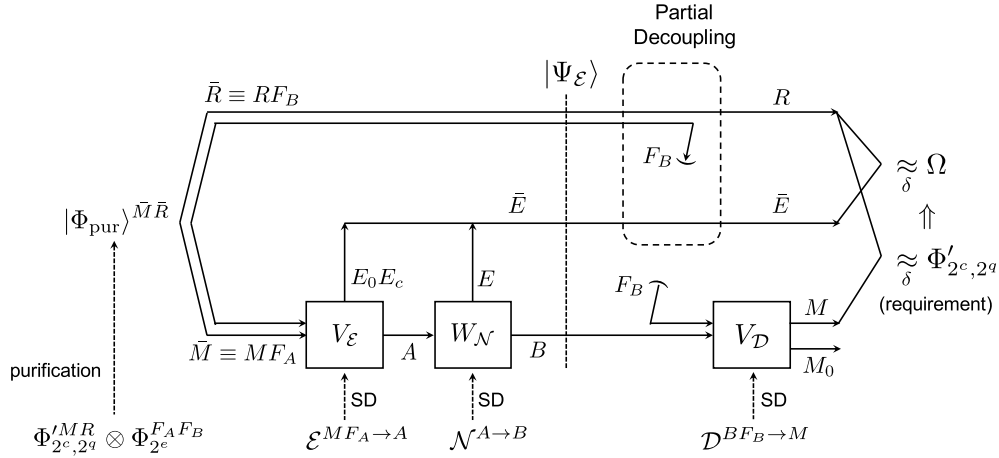 Partial
Decoupling
|Ψ_ℰ⟩
R̄ ≡ RF_B
R
F_B
≈_δ Ω
Ē
Ē
|Φ_pur⟩^{M̄R̄}
⇑
≈_δ Φ′_{2^c,2^q}
(requirement)
E_0E_c
E
F_B
M
V_ℰ
A
W_𝒩
B
V_𝒟
M̄ ≡ MF_A
M_0
purification
SD
SD
SD
Φ′^{MR}_{2^c,2^q} ⊗ Φ^{F_AF_B}_{2^e}
ℰ^{MF_A→A}
𝒩^{A→B}
𝒟^{BF_B→M}